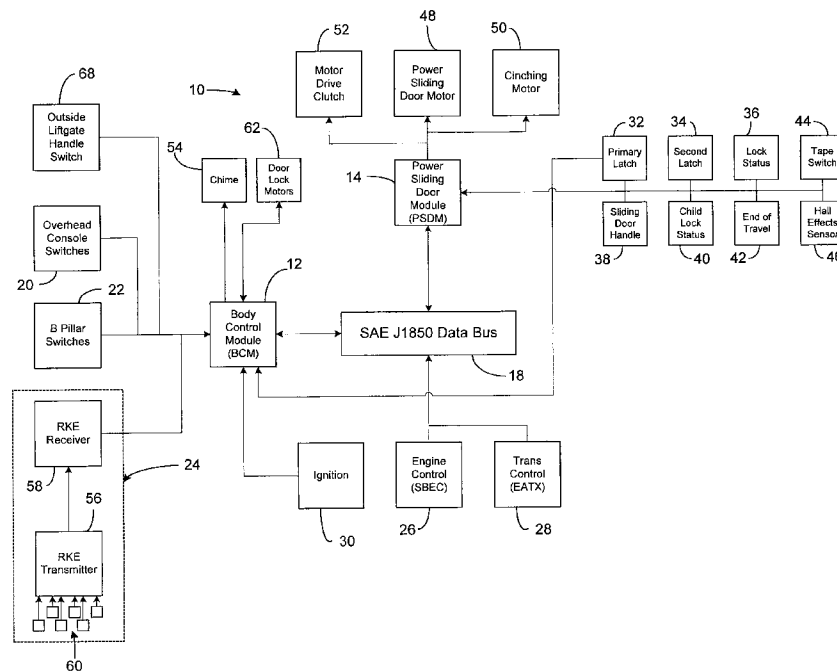 52
48
50
68
10
Motor
Drive
Clutch
Power
Sliding
Door Motor
Cinching
Motor
Outside
Liftgate
Handle
Switch
62
54
32
34
36
44
Chime
Door
Lock
Motors
14
Power
Sliding
Door
Module
(PSDM)
Primary
Latch
Second
Latch
Lock
Status
Tape
Switch
Sliding
Door
Handle
Child
Lock
Status
End of
Travel
Hall
Effects
Sensor
38
40
42
46
Overhead
Console
Switches
20
22
12
B Pillar
Switches
Body
Control
Module
(BCM)
SAE J1850 Data Bus
18
RKE
Receiver
58
24
Ignition
30
Engine
Control
(SBEC)
26
Trans
Control
(EATX)
28
56
RKE
Transmitter
60